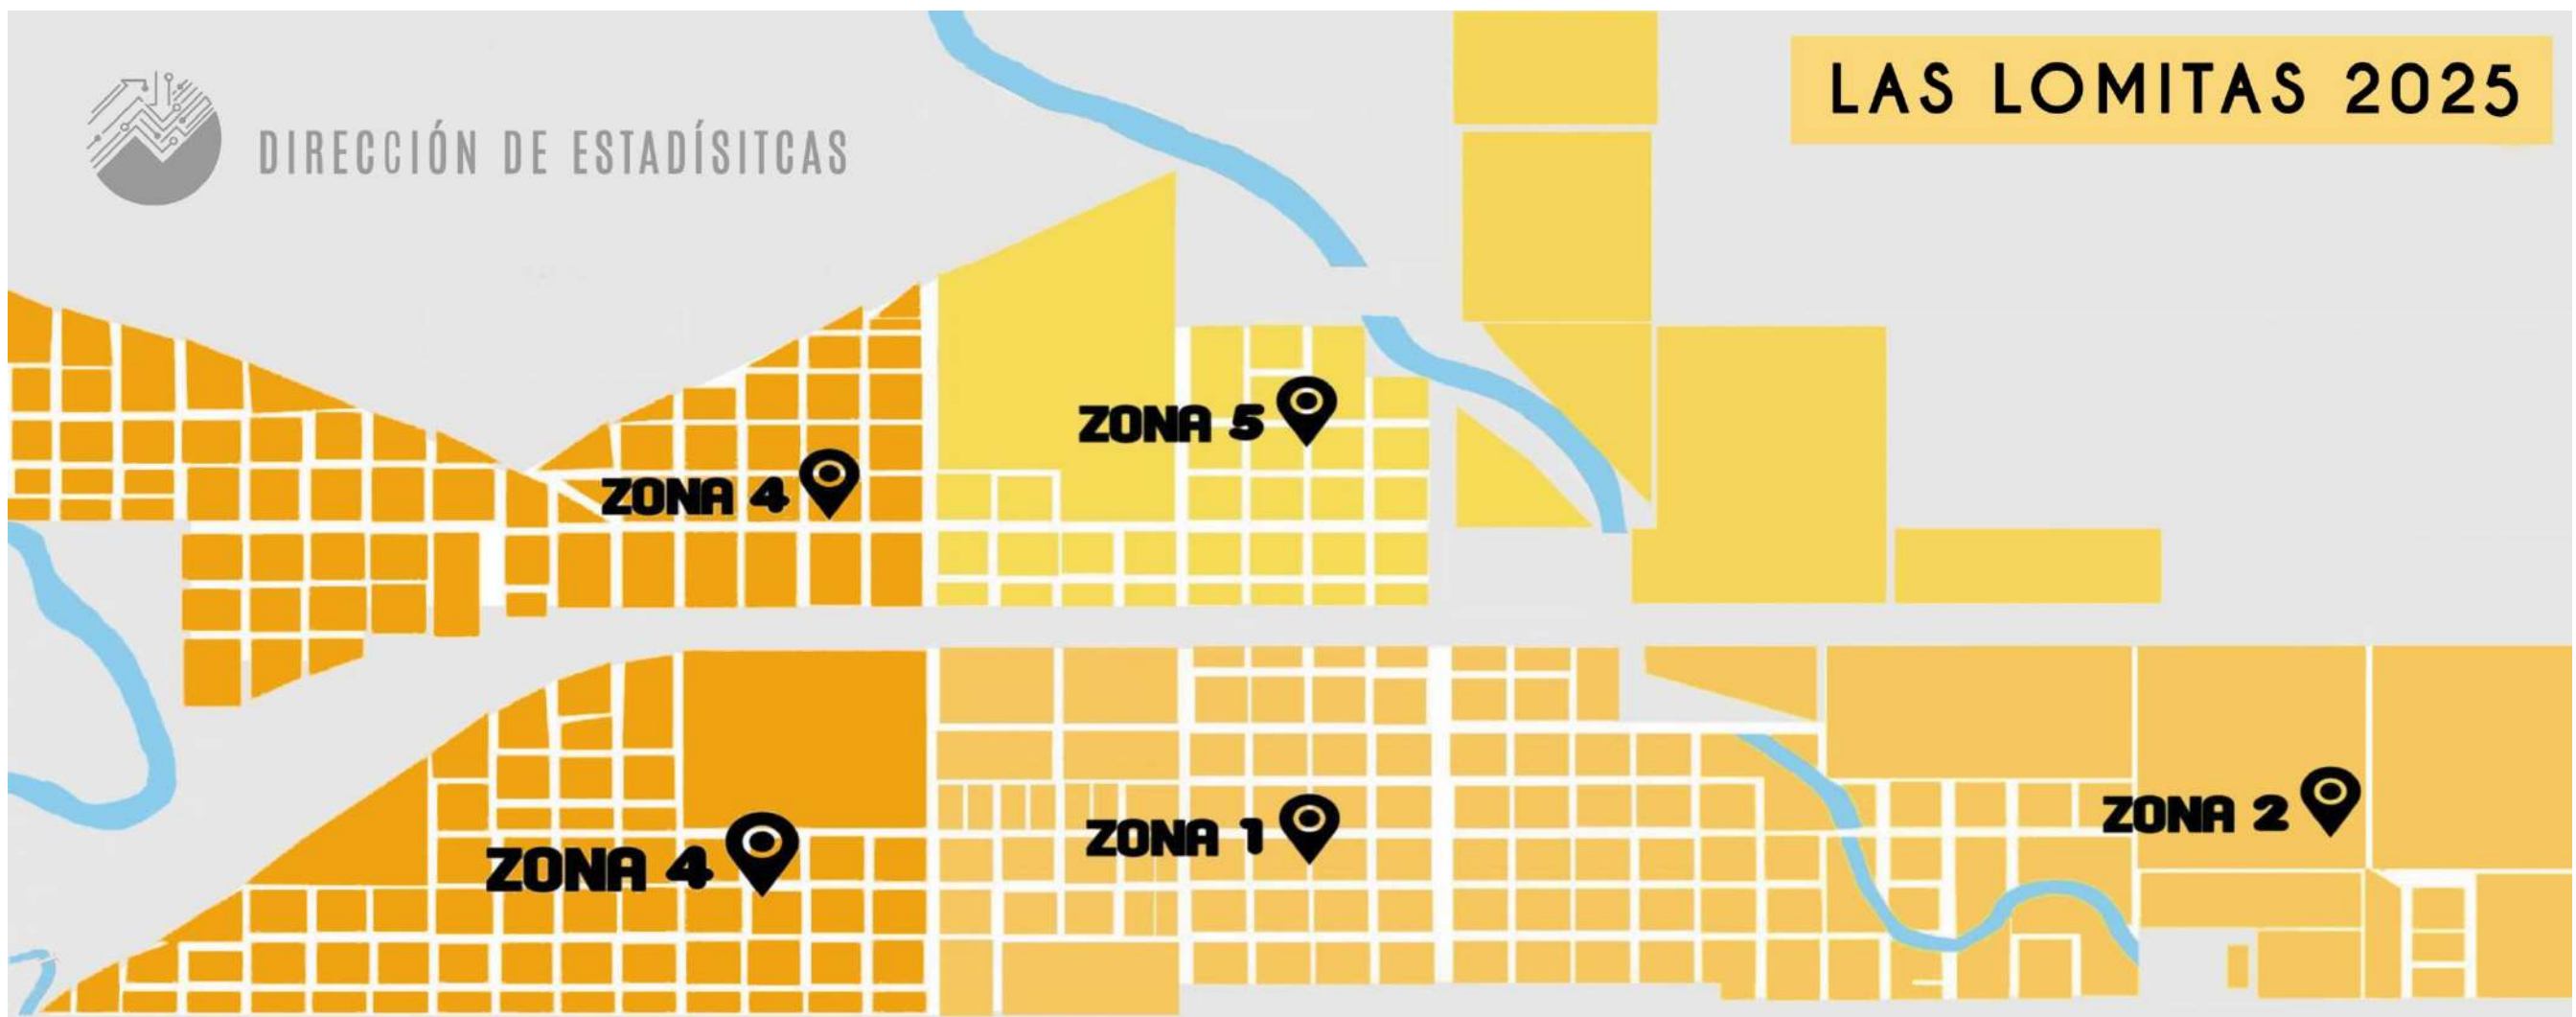 LAS LOMITAS 2025
DIRECCIÓN DE ESTADÍSITCAS
ZONA 5
ZONA 4
ZONA 2
ZONA 1
ZONA 4